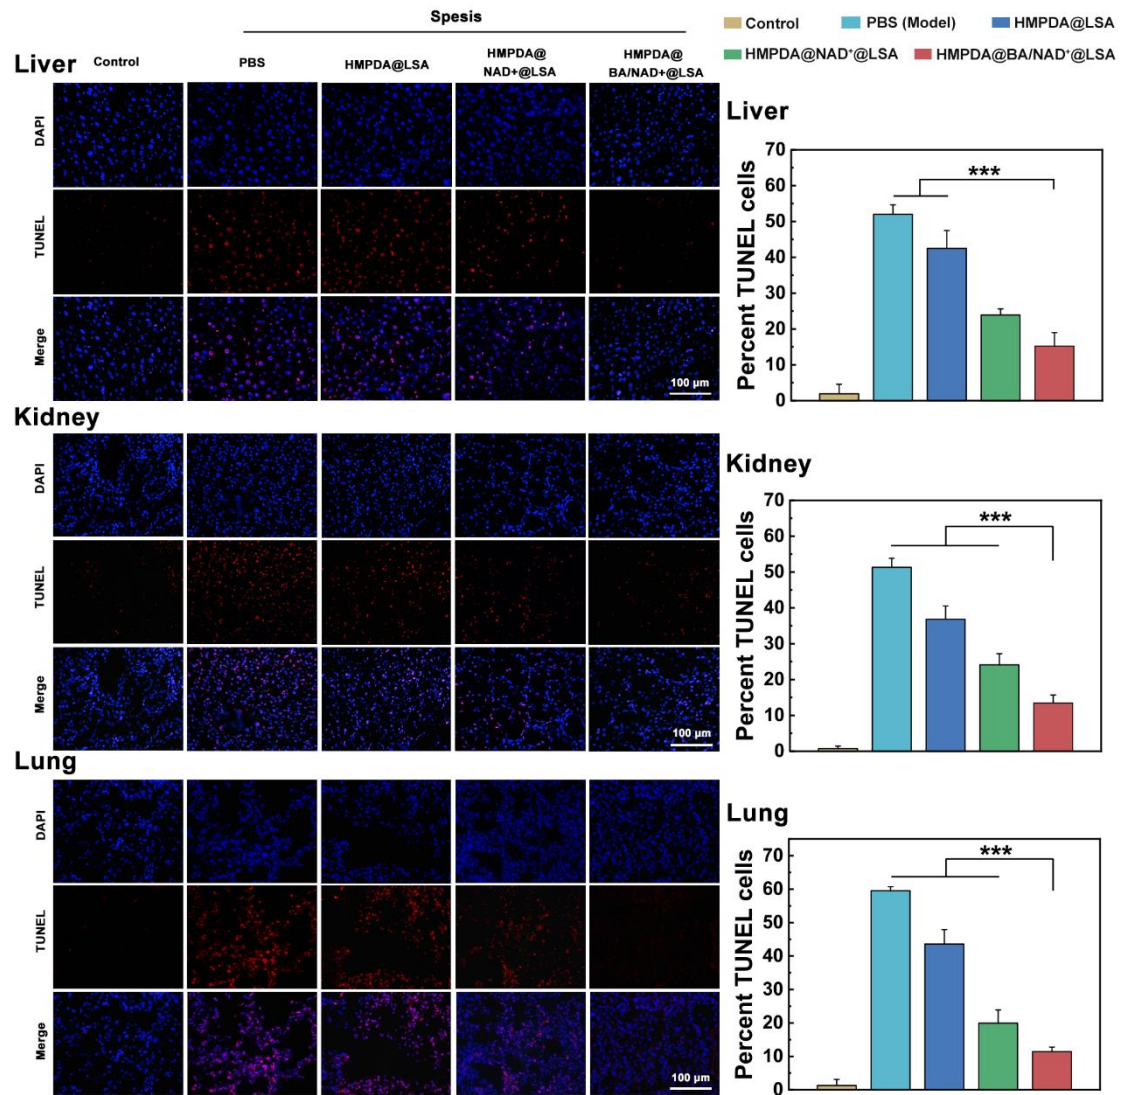 Spesis
Control
PBS (Model)
HMPDA@LSA
HMPDA@NAD⁺@LSA
HMPDA@BA/NAD⁺@LSA
Liver
Control
PBS
HMPDA@LSA
HMPDA@
NAD+@LSA
HMPDA@
BA/NAD+@LSA
DAPI
TUNEL
Merge
100 μm
Kidney
DAPI
TUNEL
Merge
100 μm
Lung
DAPI
TUNEL
Merge
100 μm
Liver
Percent TUNEL cells
70
60
50
40
30
20
10
0
***
Kidney
Percent TUNEL cells
70
60
50
40
30
20
10
0
***
Lung
Percent TUNEL cells
70
60
50
40
30
20
10
0
***